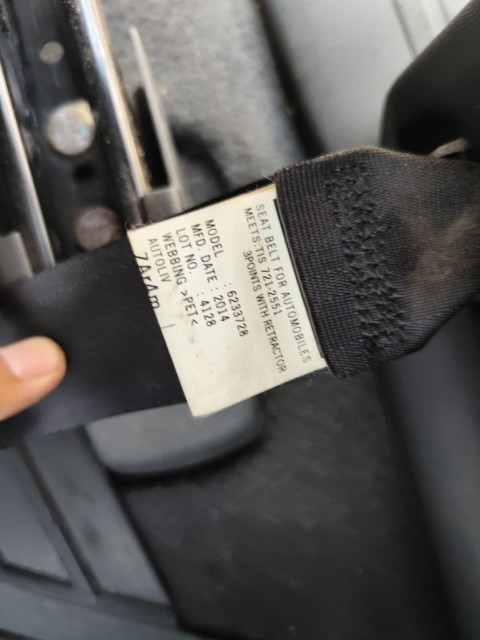 SEAT BELT FOR AUTOMOBILES
MEETS:TIS 721-2551
3POINTS WITH RETRACTOR
MODEL : 6233728
MFD. DATE : 2014
LOT NO. : 4128
WEBBING >PET<
AUTOLIV